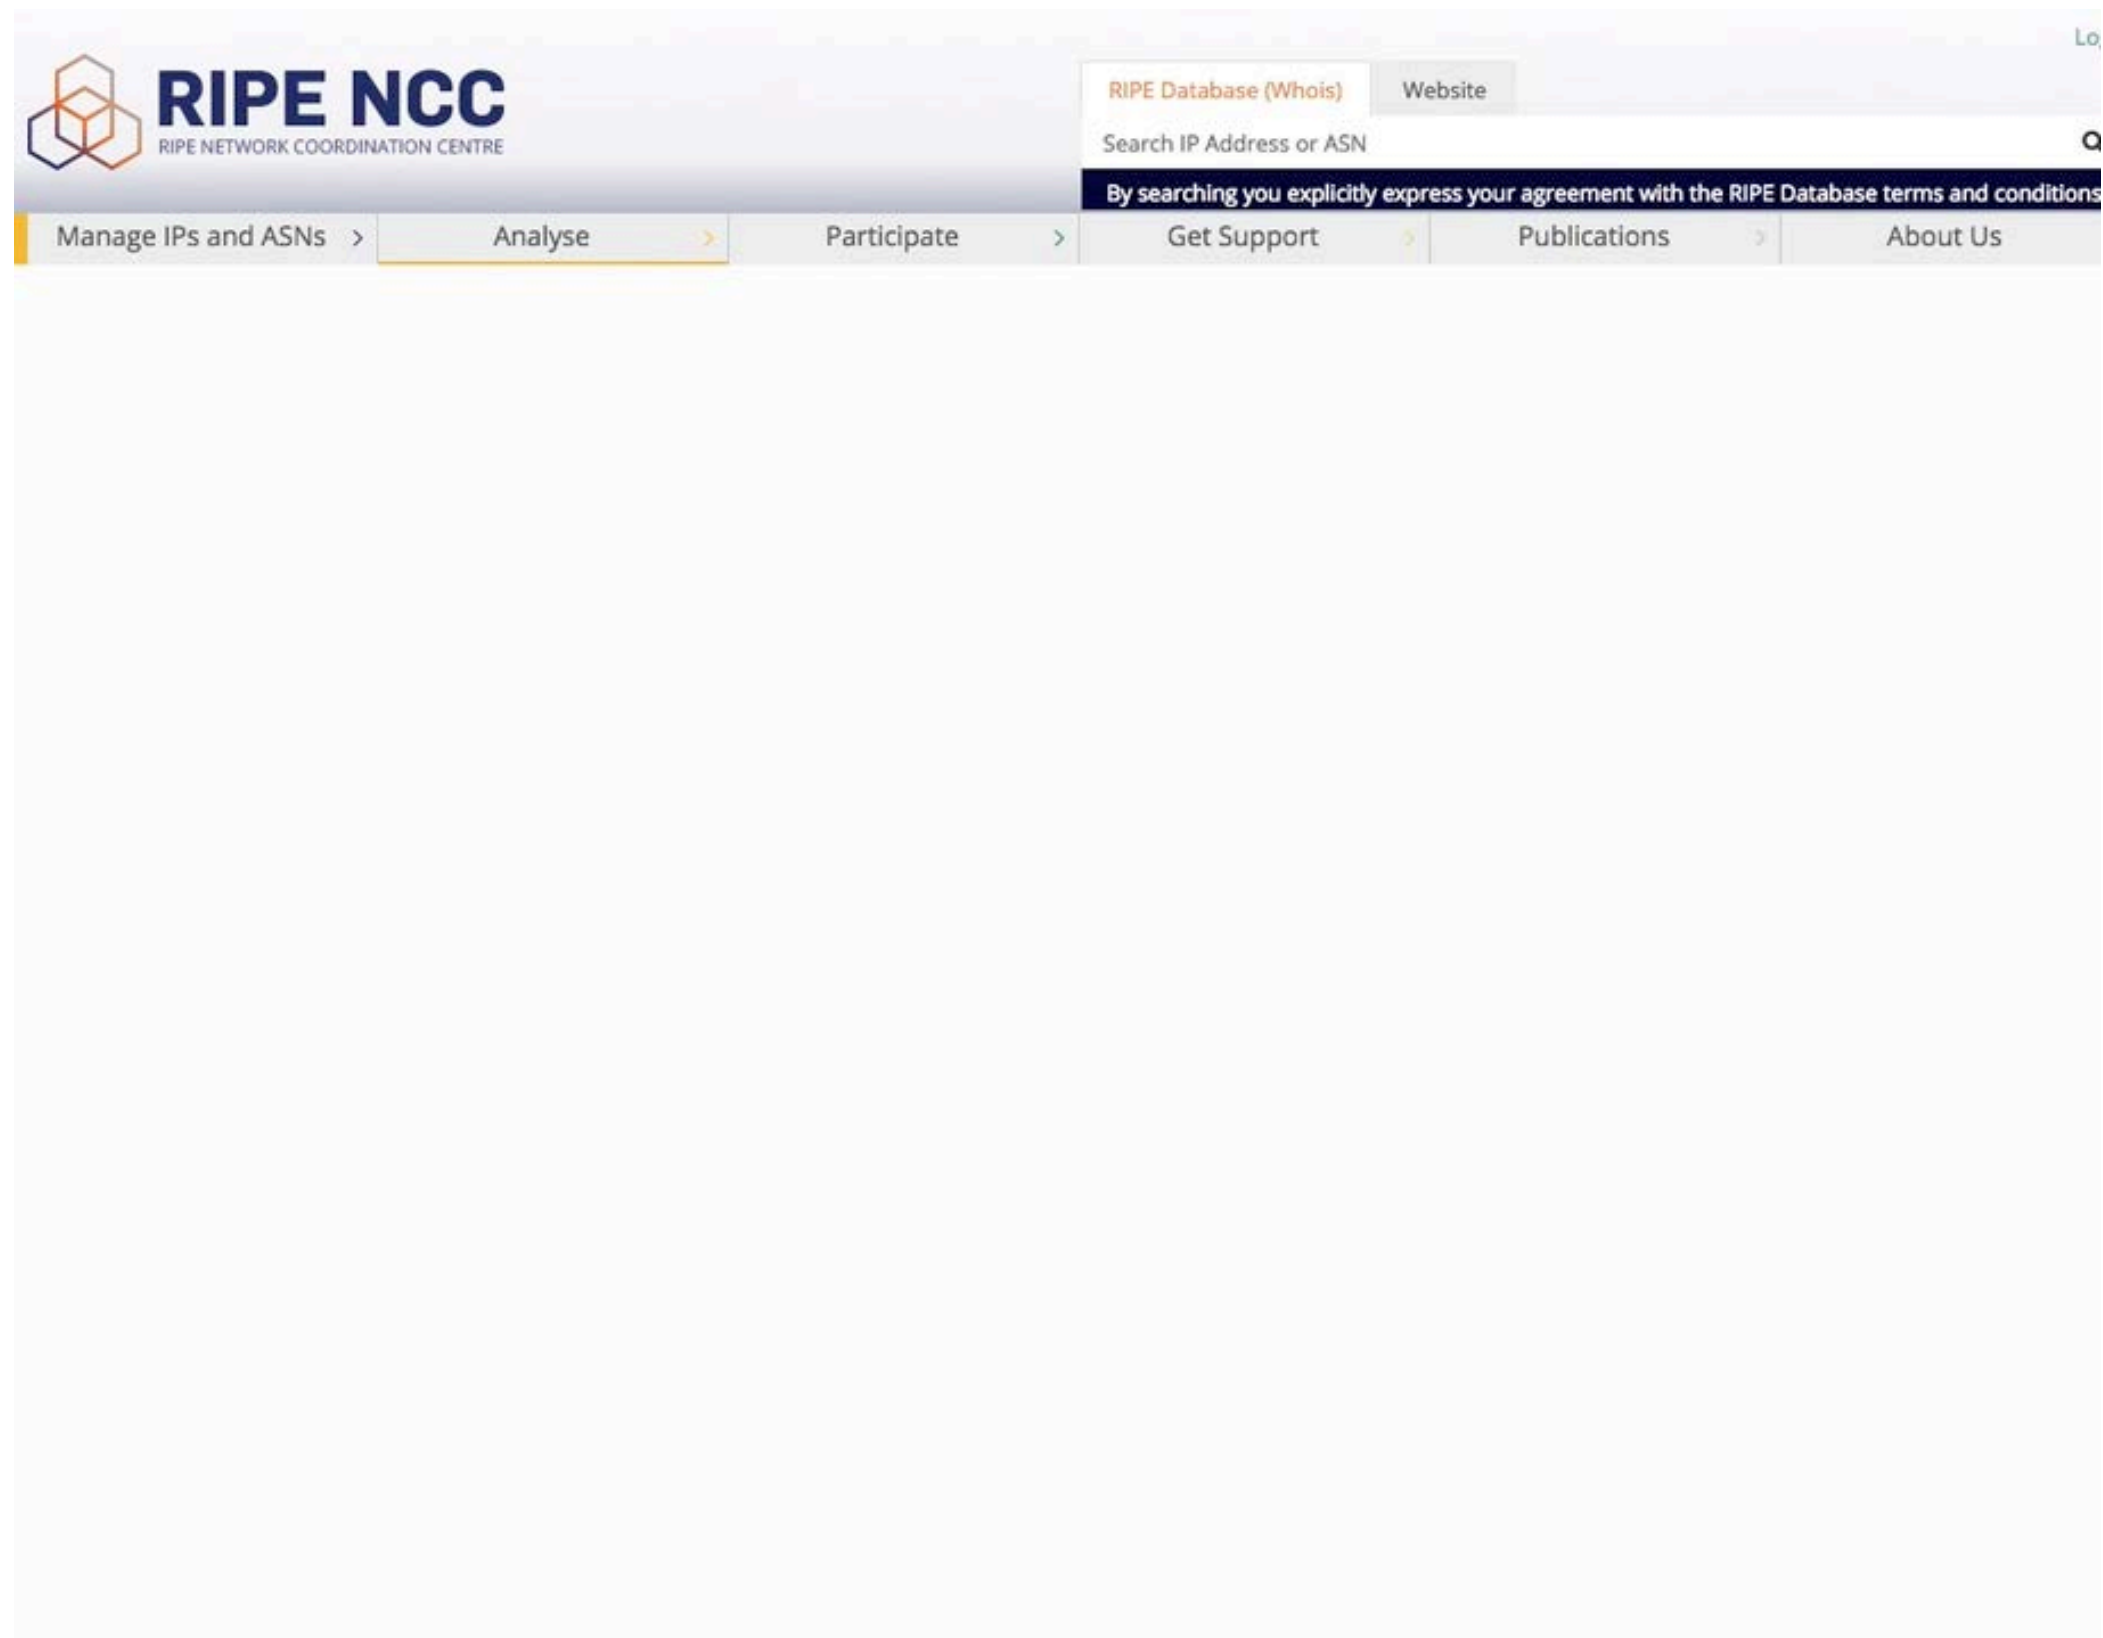 RIPE NCC
RIPE NETWORK COORDINATION CENTRE
RIPE Database (Whois)
Website
Search IP Address or ASN
By searching you explicitly express your agreement with the RIPE Database terms and conditions
Manage IPs and ASNs
Analyse
Participate
Get Support
Publications
About Us